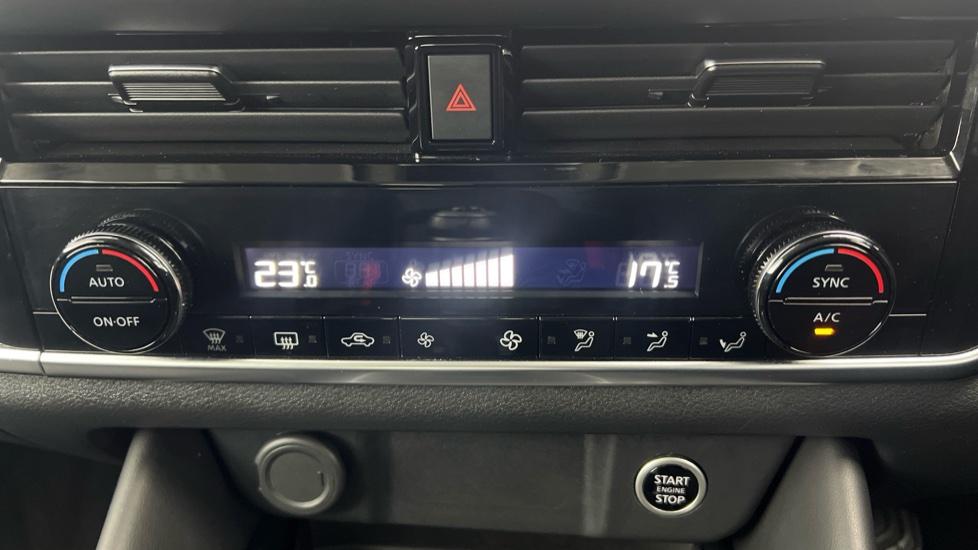 AUTO
ON·OFF
23.0°C
17.5°C
SYNC
A/C
MAX
START
ENGINE
STOP